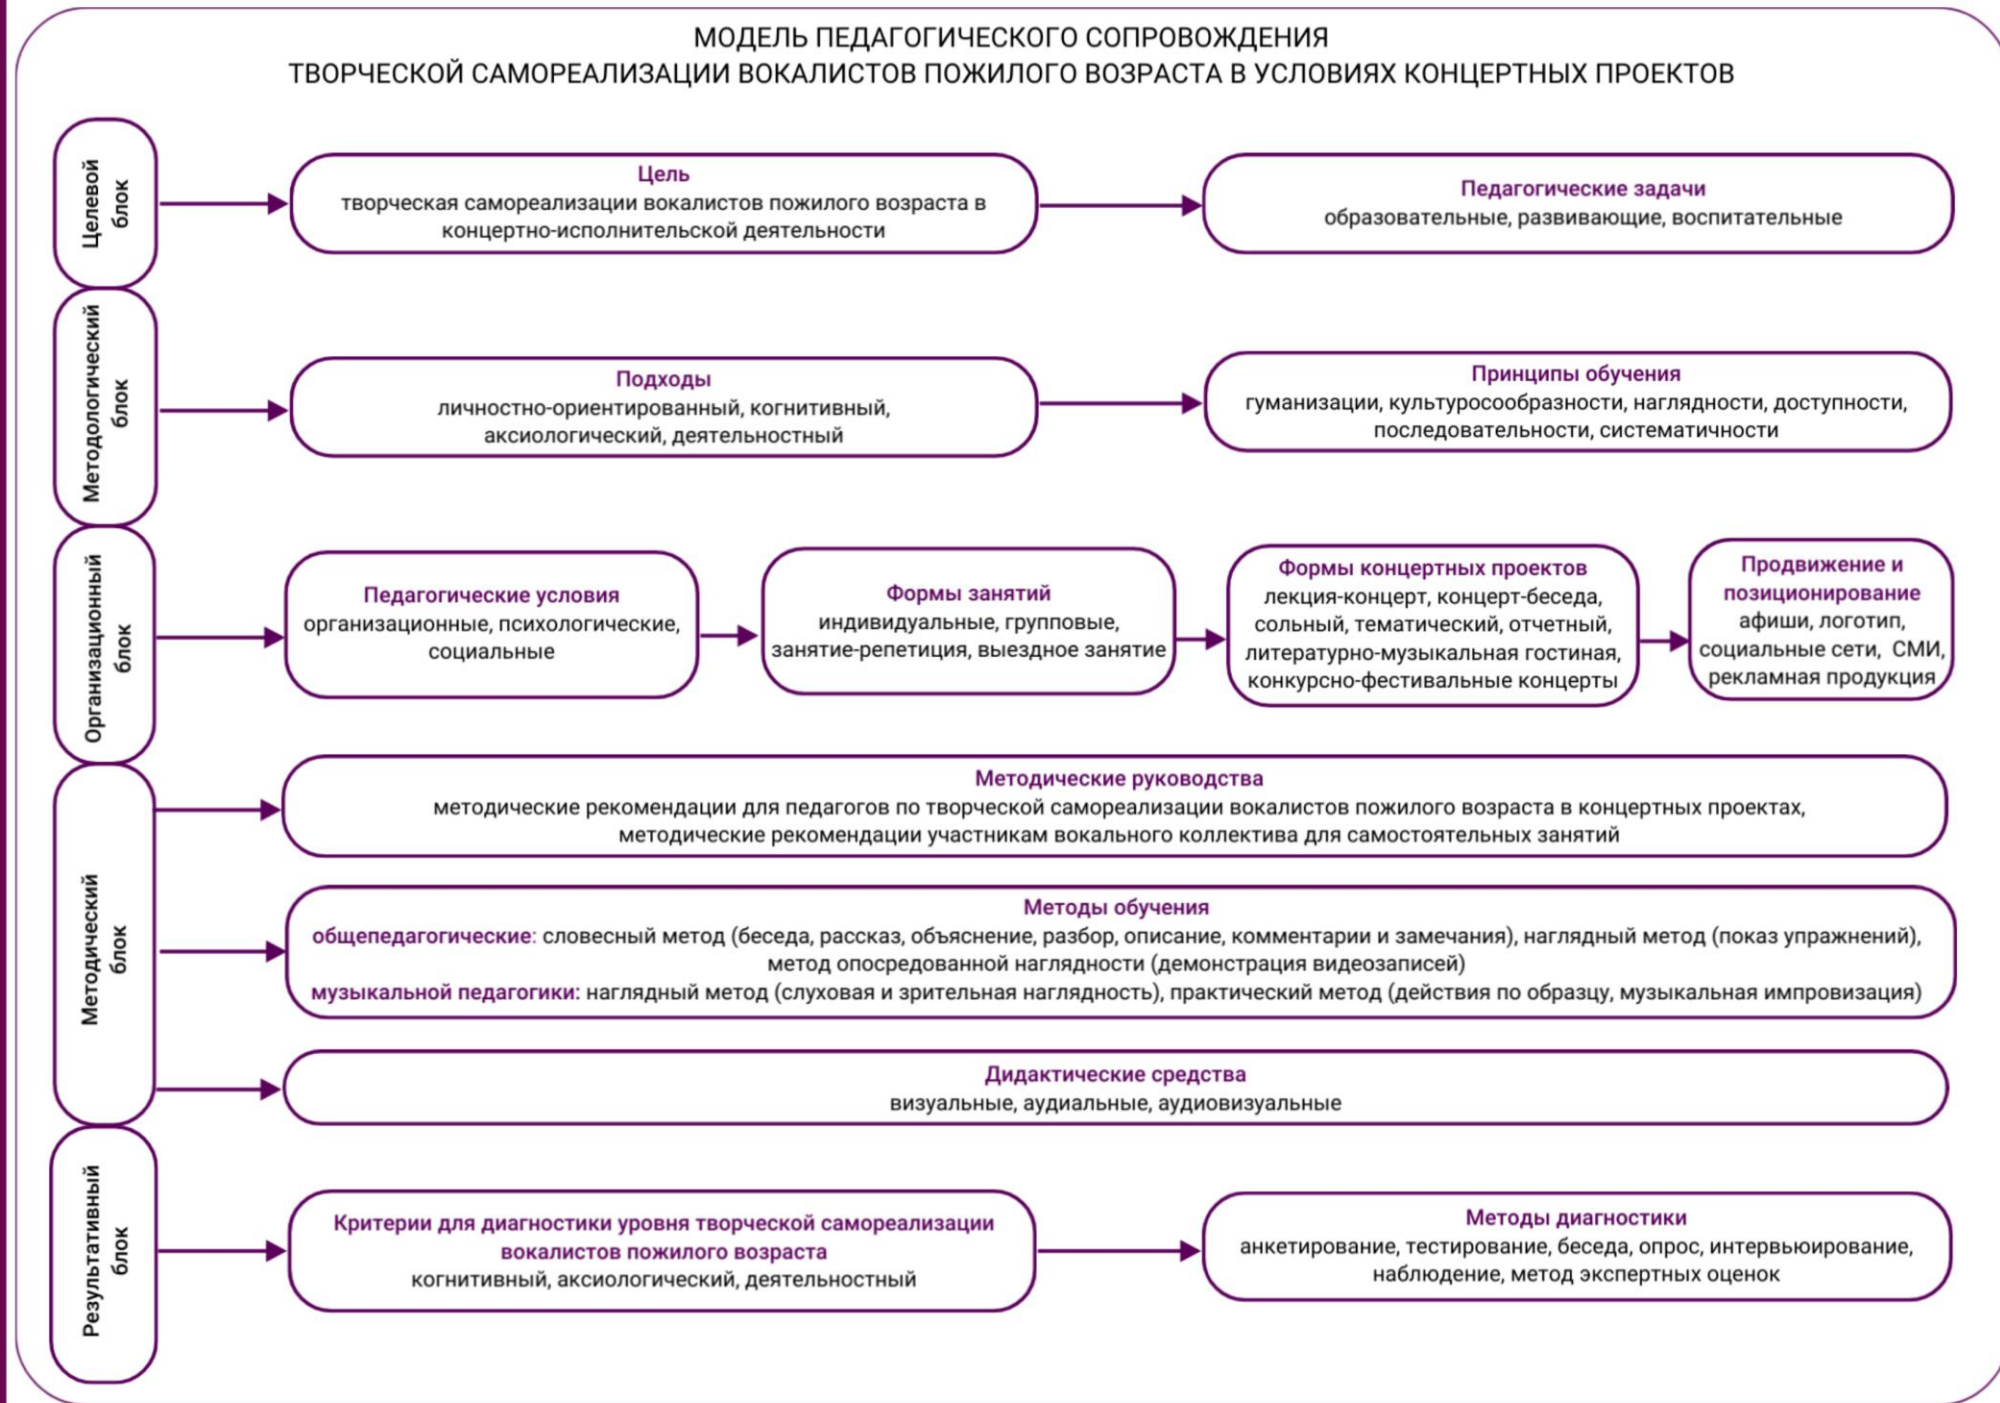 МОДЕЛЬ ПЕДАГОГИЧЕСКОГО СОПРОВОЖДЕНИЯ
ТВОРЧЕСКОЙ САМОРЕАЛИЗАЦИИ ВОКАЛИСТОВ ПОЖИЛОГО ВОЗРАСТА В УСЛОВИЯХ КОНЦЕРТНЫХ ПРОЕКТОВ
Целевой
блок
Цель
творческая самореализации вокалистов пожилого возраста в
концертно-исполнительской деятельности
Педагогические задачи
образовательные, развивающие, воспитательные
Методологический
блок
Подходы
личностно-ориентированный, когнитивный,
аксиологический, деятельностный
Принципы обучения
гуманизации, культуросообразности, наглядности, доступности,
последовательности, систематичности
Организационный
блок
Педагогические условия
организационные, психологические,
социальные
Формы занятий
индивидуальные, групповые,
занятие-репетиция, выездное занятие
Формы концертных проектов
лекция-концерт, концерт-беседа,
сольный, тематический, отчетный,
литературно-музыкальная гостиная,
конкурсно-фестивальные концерты
Продвижение и
позиционирование
афиши, логотип,
социальные сети, СМИ,
рекламная продукция
Методический
блок
Методические руководства
методические рекомендации для педагогов по творческой самореализации вокалистов пожилого возраста в концертных проектах,
методические рекомендации участникам вокального коллектива для самостоятельных занятий
Методы обучения
общепедагогические: словесный метод (беседа, рассказ, объяснение, разбор, описание, комментарии и замечания), наглядный метод (показ упражнений),
метод опосредованной наглядности (демонстрация видеозаписей)
музыкальной педагогики: наглядный метод (слуховая и зрительная наглядность), практический метод (действия по образцу, музыкальная импровизация)
Дидактические средства
визуальные, аудиальные, аудиовизуальные
Результативный
блок
Критерии для диагностики уровня творческой самореализации
вокалистов пожилого возраста
когнитивный, аксиологический, деятельностный
Методы диагностики
анкетирование, тестирование, беседа, опрос, интервьюирование,
наблюдение, метод экспертных оценок